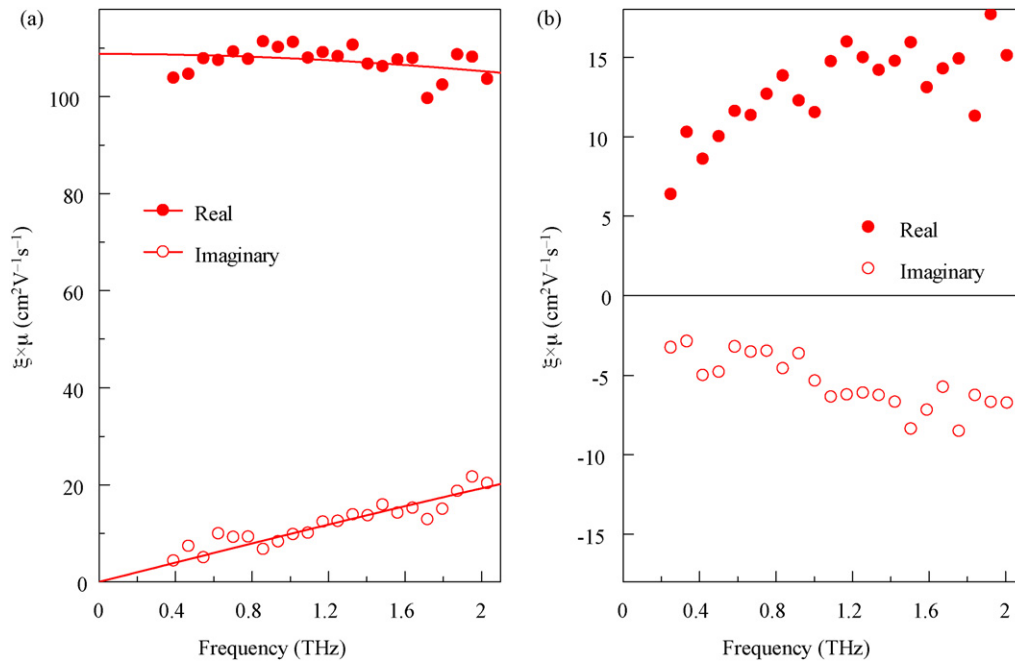 (a)
100
80
60
40
20
0
ξ×μ (cm²V⁻¹s⁻¹)
Real
Imaginary
0 0.4 0.8 1.2 1.6 2
Frequency (THz)
(b)
15
10
5
0
-5
-10
-15
ξ×μ (cm²V⁻¹s⁻¹)
Real
Imaginary
0 0.4 0.8 1.2 1.6 2
Frequency (THz)